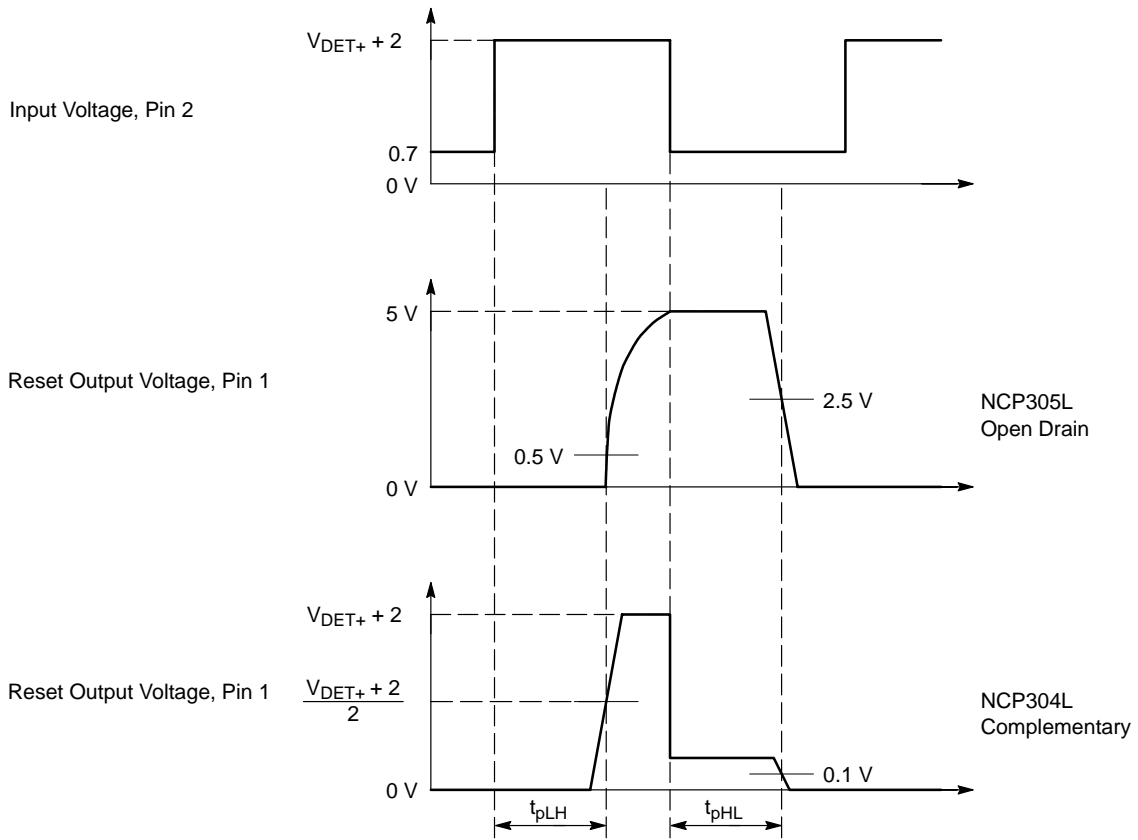 V_DET+ + 2
Input Voltage, Pin 2
0.7
0 V
5 V
Reset Output Voltage, Pin 1
2.5 V
NCP305L
Open Drain
0.5 V
0 V
V_DET+ + 2
Reset Output Voltage, Pin 1
V_DET+ + 2
2
NCP304L
Complementary
0.1 V
0 V
t_pLH
t_pHL